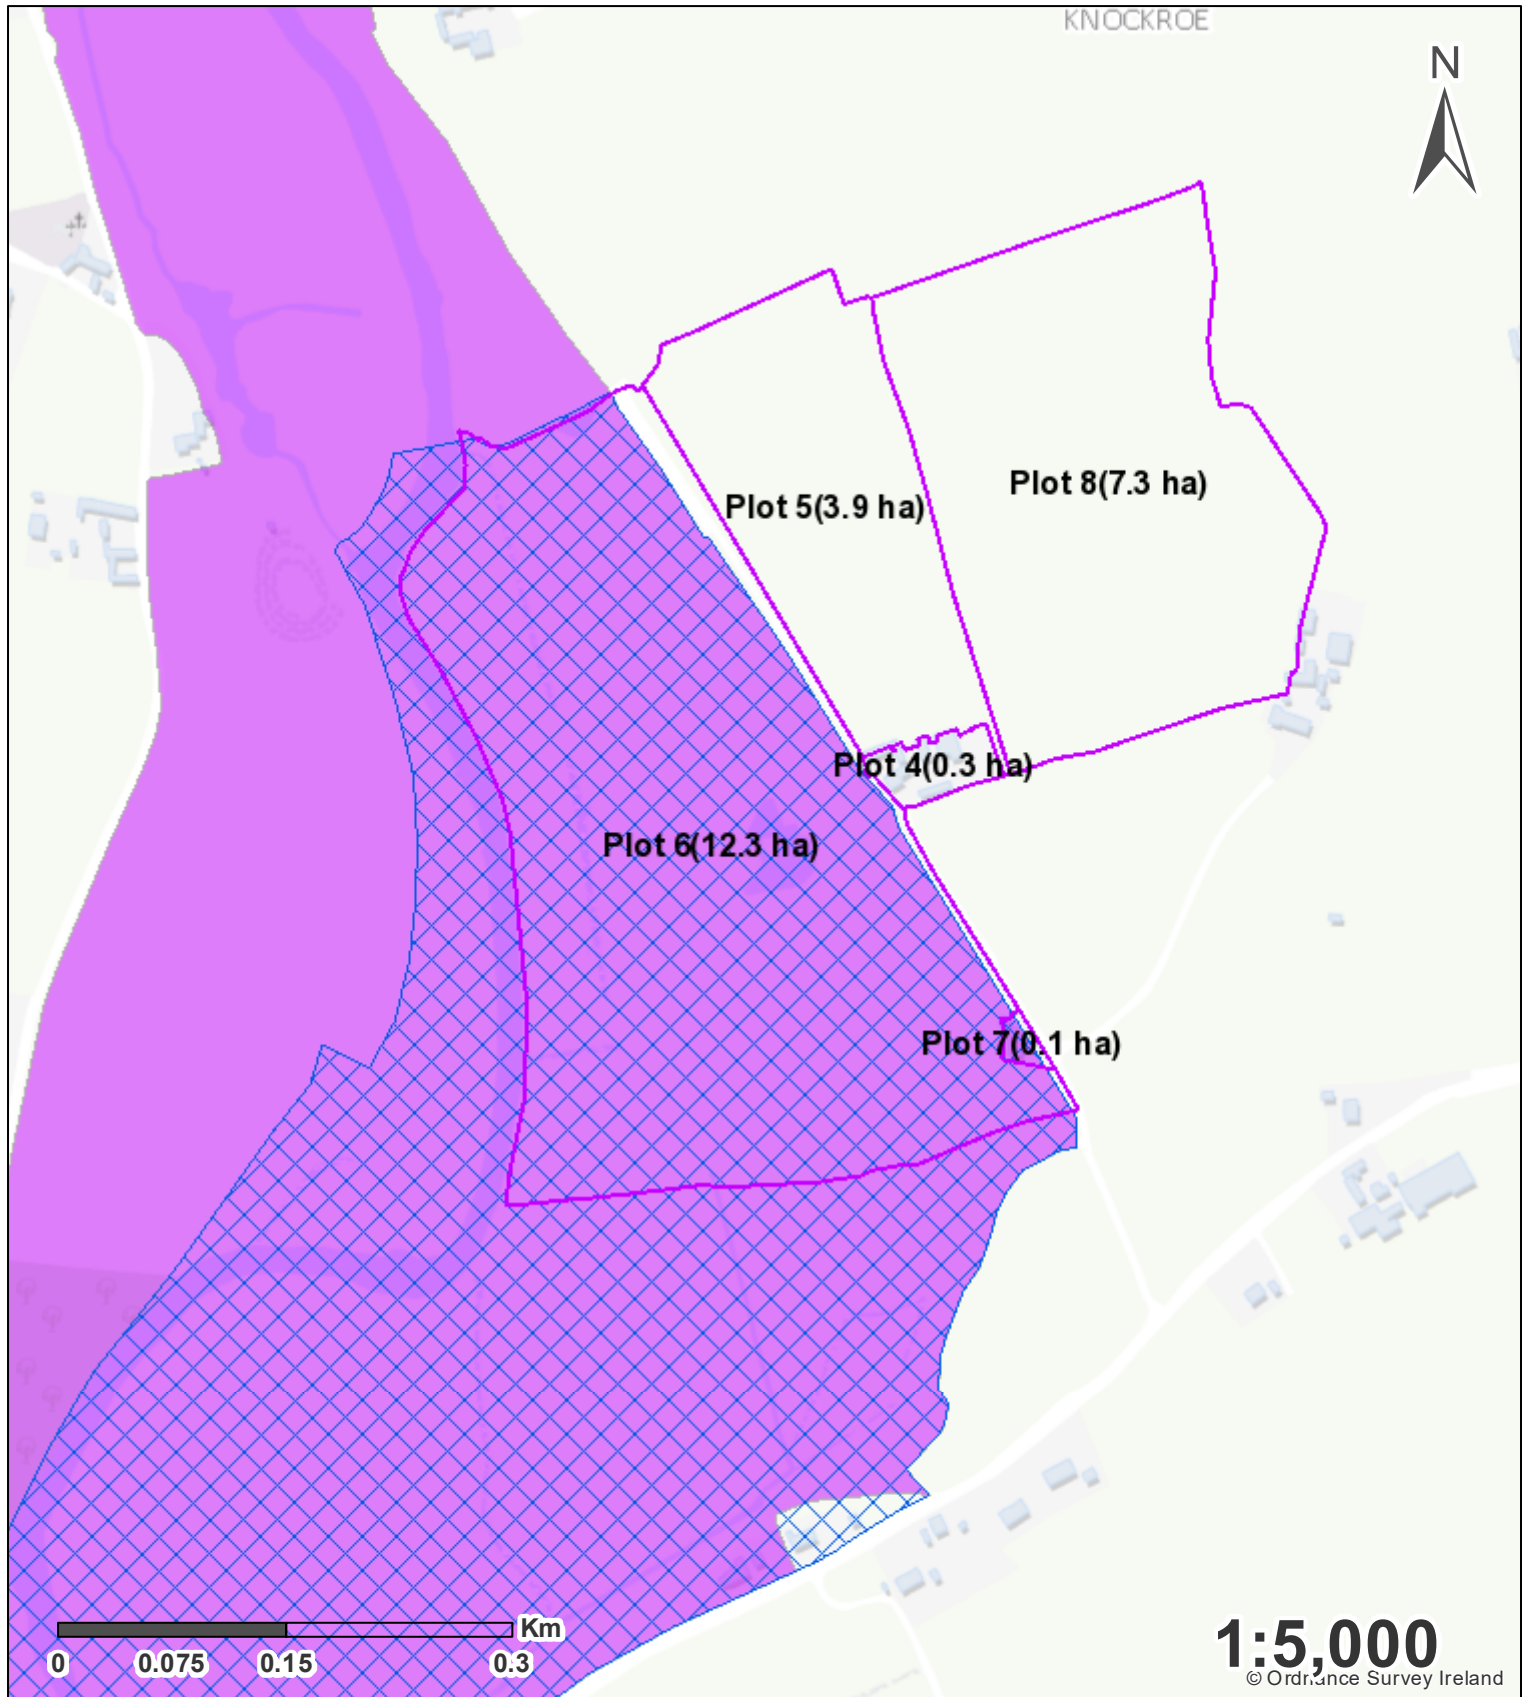 KNOCKROE
N
Plot 8(7.3 ha)
Plot 5(3.9 ha)
Plot 4(0.3 ha)
Plot 6(12.3 ha)
Plot 7(0.1 ha)
Km
0 0.075 0.15 0.3
1:5,000
© Ordnance Survey Ireland